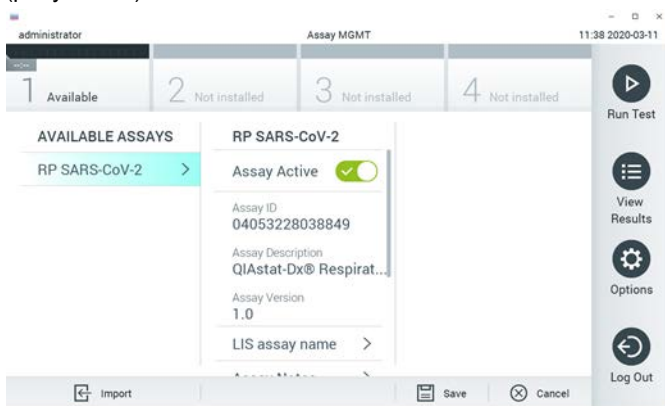 administrator Assay MGMT 11:38 2020-03-11
1 Available 2 Not installed 3 Not installed 4 Not installed
Run Test
AVAILABLE ASSAYS RP SARS-CoV-2
RP SARS-CoV-2 > Assay Active
View
Results
Assay ID
04053228038849
Assay Description
QIAstat-Dx® Respirat...
Options
Assay Version
1.0
LIS assay name >
Log Out
Import Save Cancel